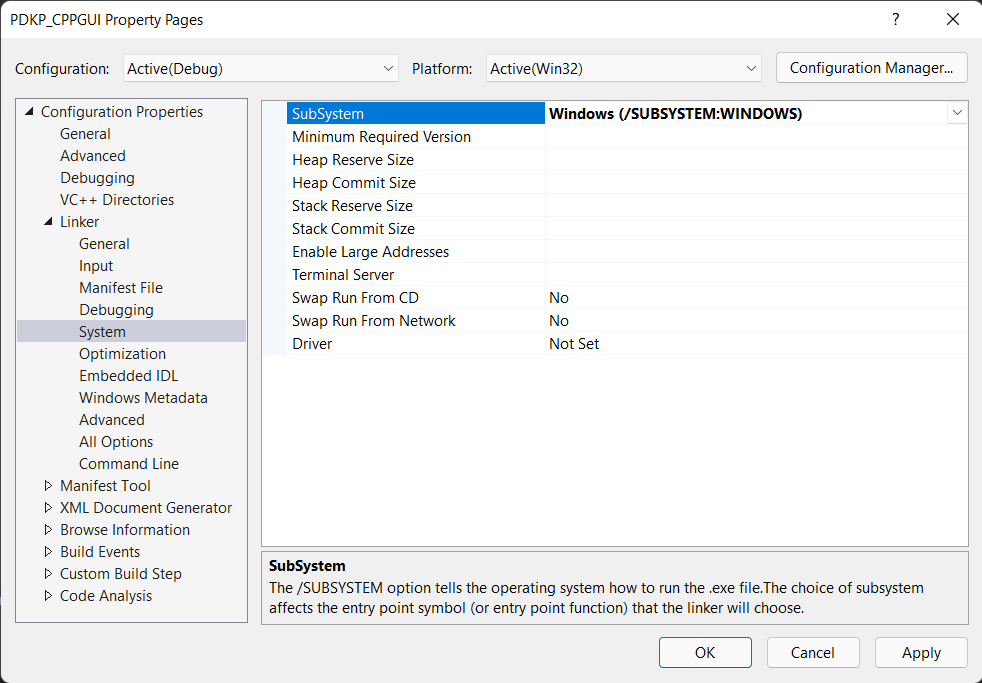 PDKP_CPPGUI Property Pages
?
Configuration: Active(Debug) Platform: Active(Win32) Configuration Manager...
Configuration Properties
General
Advanced
Debugging
VC++ Directories
Linker
General
Input
Manifest File
Debugging
System
Optimization
Embedded IDL
Windows Metadata
Advanced
All Options
Command Line
Manifest Tool
XML Document Generator
Browse Information
Build Events
Custom Build Step
Code Analysis
SubSystem Windows (/SUBSYSTEM:WINDOWS)
Minimum Required Version
Heap Reserve Size
Heap Commit Size
Stack Reserve Size
Stack Commit Size
Enable Large Addresses
Terminal Server
Swap Run From CD No
Swap Run From Network No
Driver Not Set
SubSystem
The /SUBSYSTEM option tells the operating system how to run the .exe file.The choice of subsystem
affects the entry point symbol (or entry point function) that the linker will choose.
OK Cancel Apply